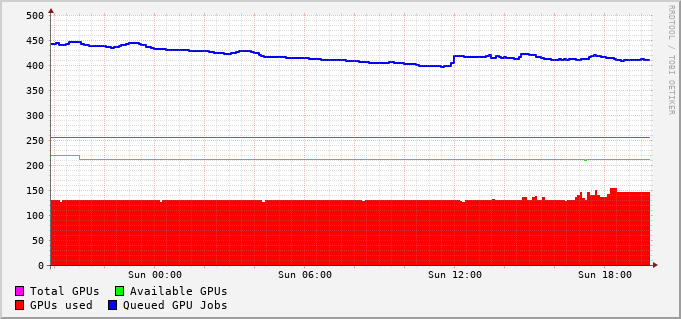 500
450
400
350
300
250
200
150
100
50
0
Sun 00:00 Sun 06:00 Sun 12:00 Sun 18:00
Total GPUs Available GPUs
GPUs used Queued GPU Jobs
RRDTOOL / TOBI OETIKER